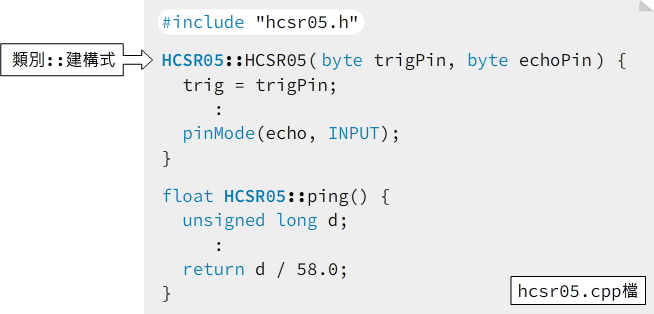 #include "hcsr05.h"
類別::建構式
HCSR05::HCSR05(byte trigPin, byte echoPin) {
trig = trigPin;
:
pinMode(echo, INPUT);
}
float HCSR05::ping() {
unsigned long d;
:
return d / 58.0;
}
hcsr05.cpp檔